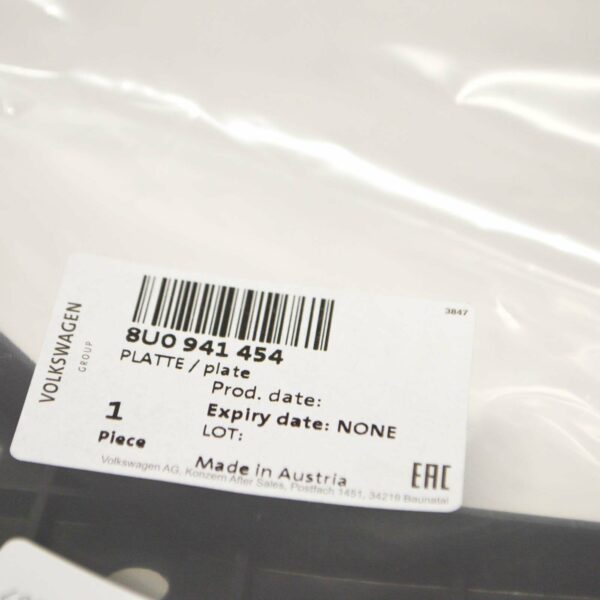 VOLKSWAGEN
GROUP
3847
8U0 941 454
PLATTE / plate
Prod. date:
1
Piece
Expiry date: NONE
LOT:
Made in Austria
EAC
Volkswagen AG, Konzern After Sales, Postfach 1451, 34219 Baunatal